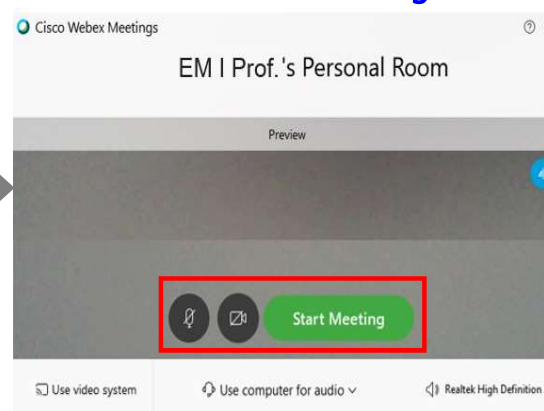 Cisco Webex Meetings
EM I Prof.'s Personal Room
Preview
Start Meeting
Use video system
Use computer for audio
Realtek High Definition